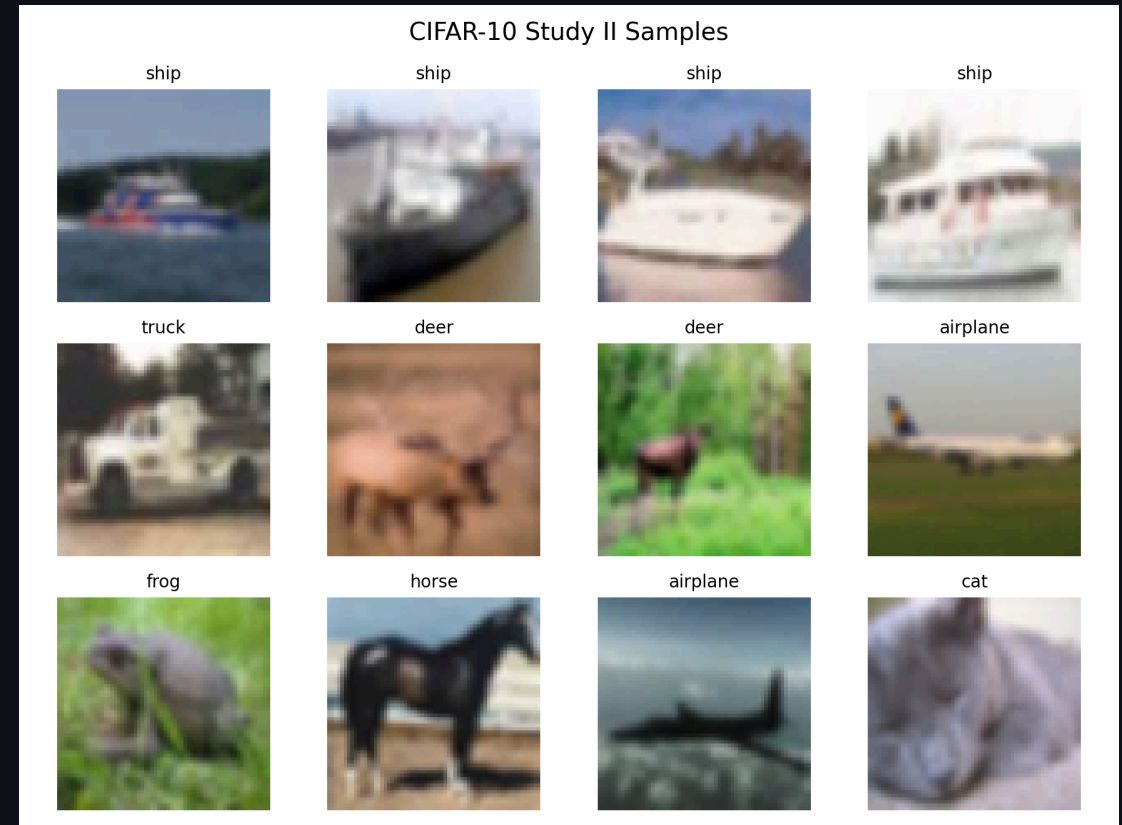 CIFAR-10 Study II Samples
ship ship ship ship
truck deer deer airplane
frog horse airplane cat